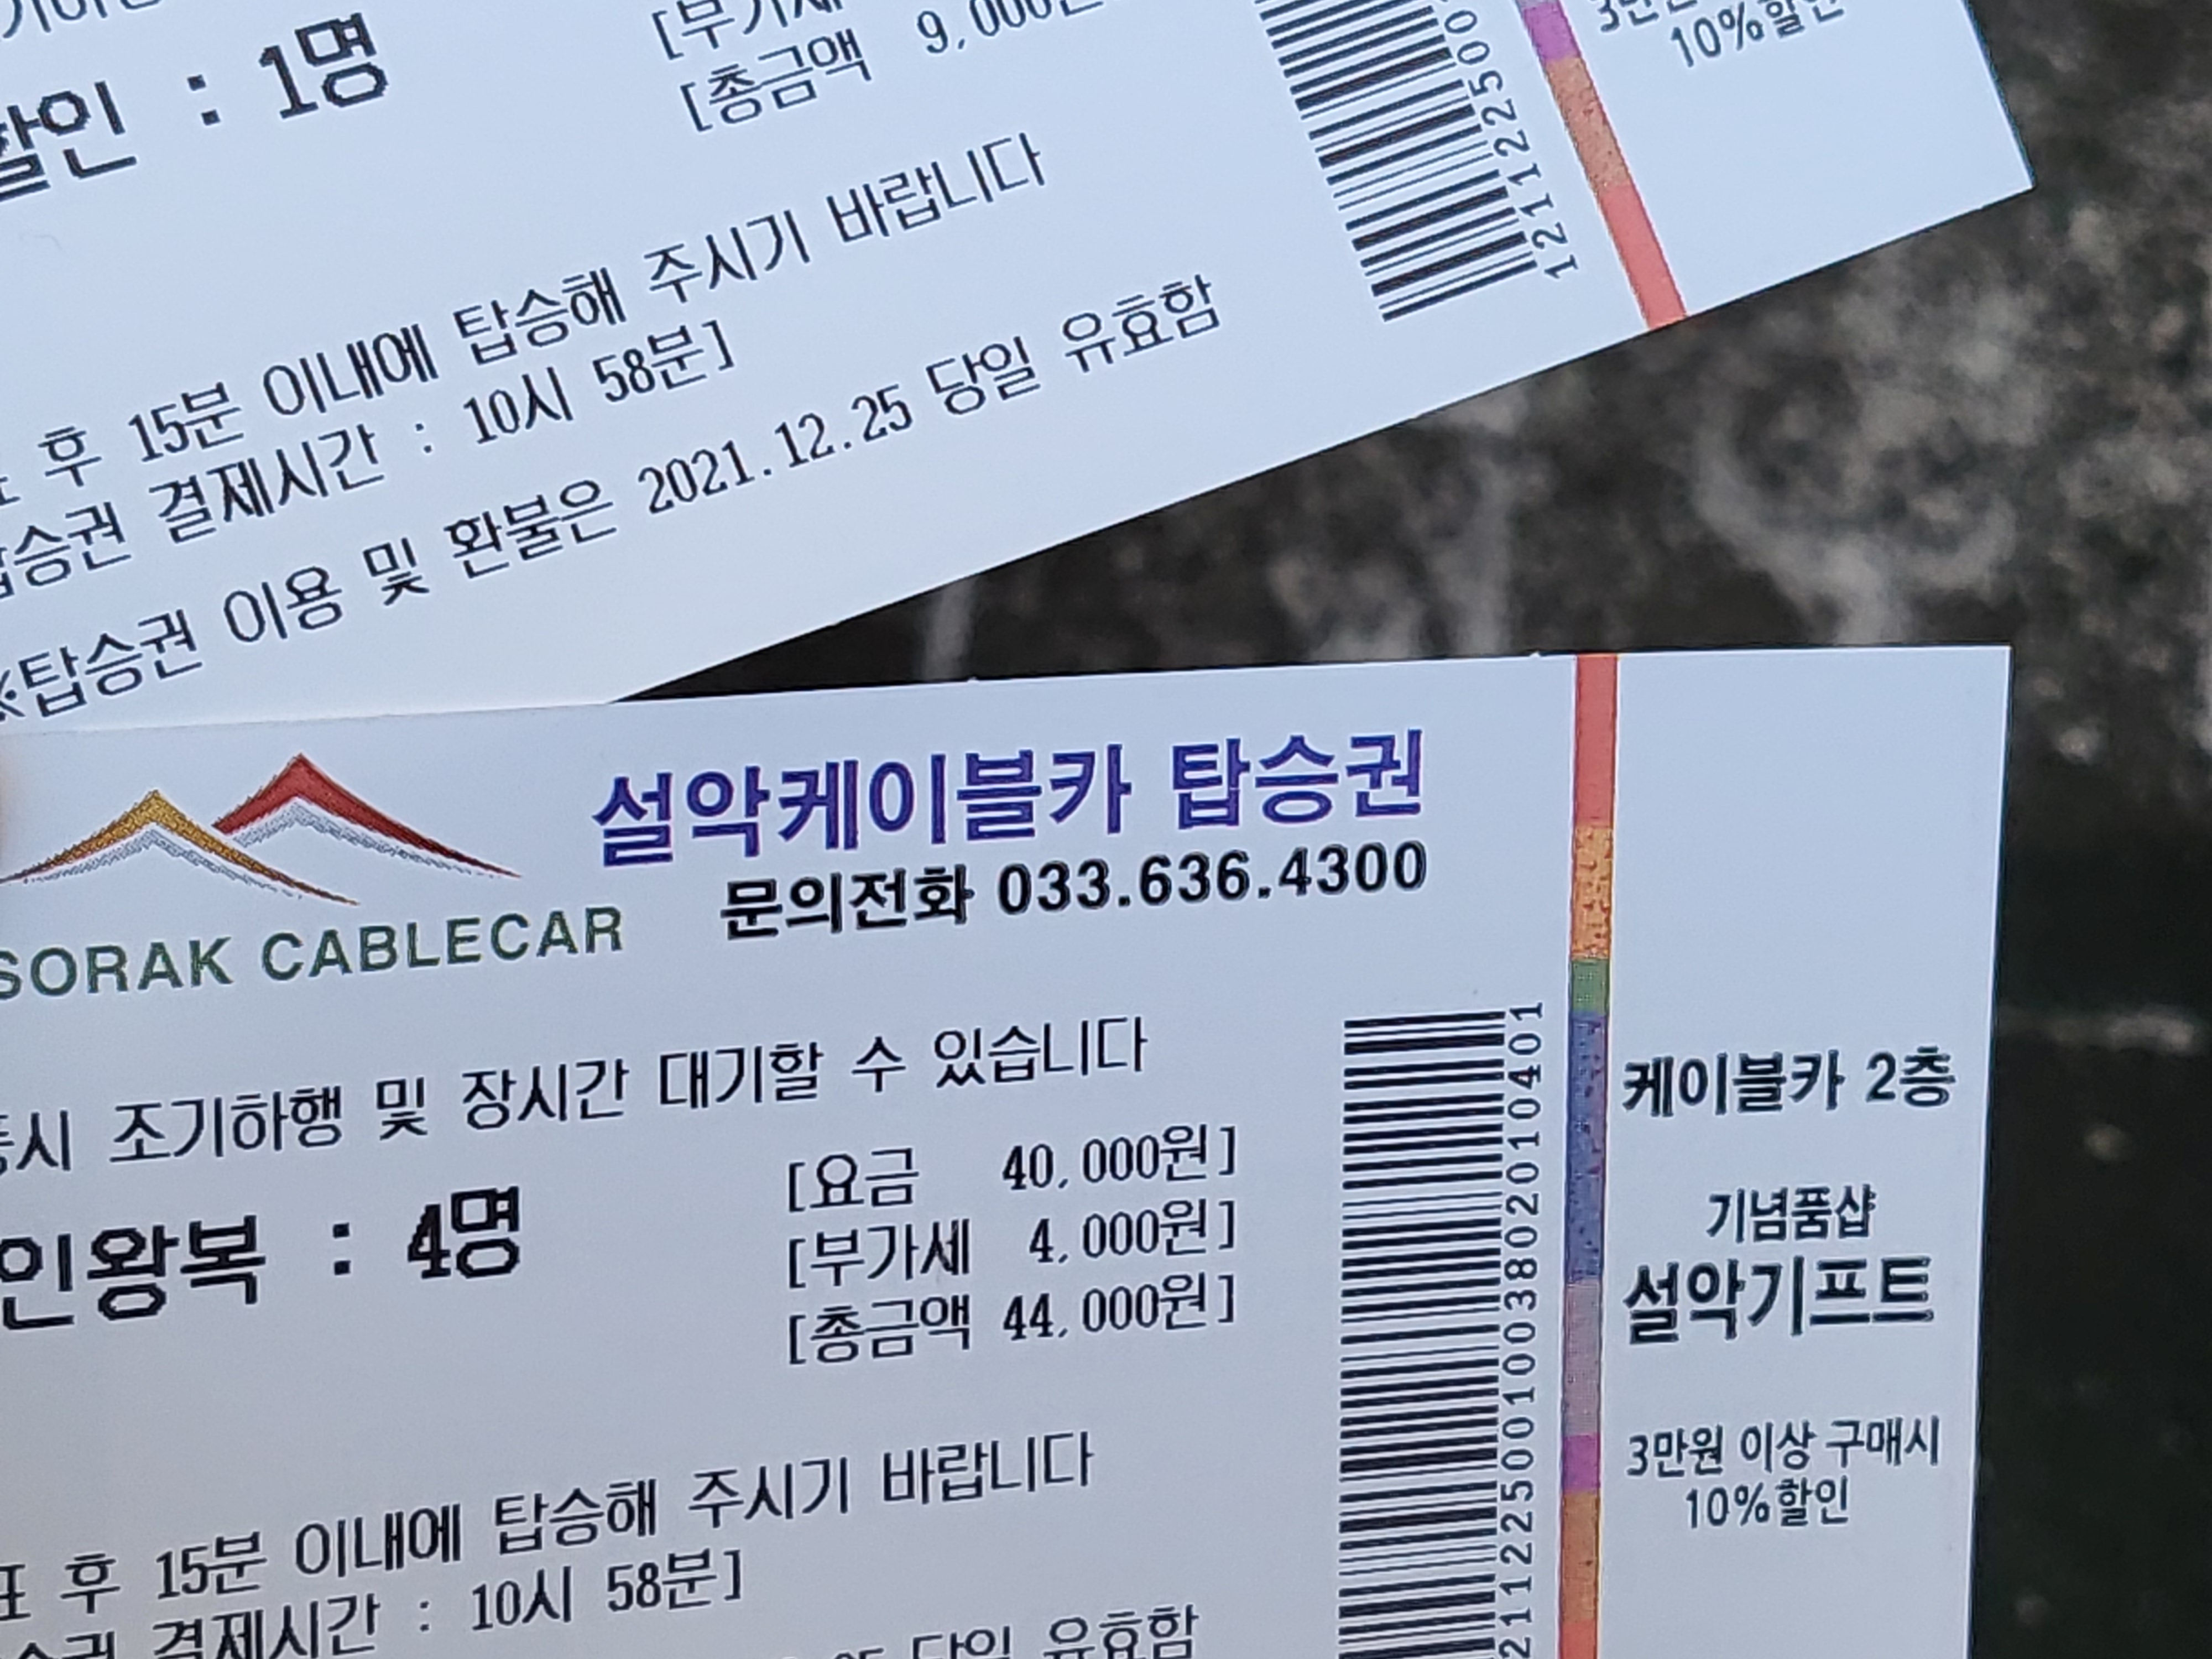 할인 : 1명
[부가세
[총금액 9,000원
10%할인
후 15분 이내에 탑승해 주시기 바랍니다
탑승권 결제시간 : 10시 58분]
※탑승권 이용 및 환불은 2021.12.25 당일 유효함
설악케이블카 탑승권
문의전화 033.636.4300
SORAK CABLECAR
조기하행 및 장시간 대기할 수 있습니다
인왕복 : 4명
[요금 40,000원]
[부가세 4,000원]
[총금액 44,000원]
후 15분 이내에 탑승해 주시기 바랍니다
결제시간 : 10시 58분]
당일 유효함
211225001003802010401
케이블카 2층
기념품샵
설악기프트
3만원 이상 구매시
10%할인